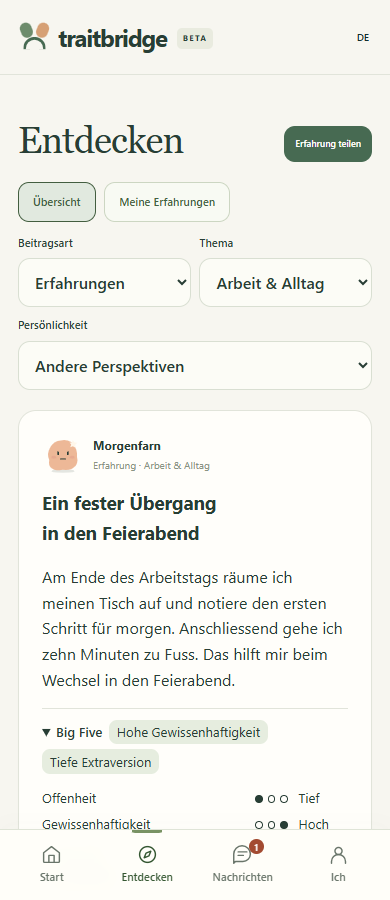 traitbridge BETA DE
Entdecken
Erfahrung teilen
Übersicht Meine Erfahrungen
Beitragsart Thema
Erfahrungen Arbeit & Alltag
Persönlichkeit
Andere Perspektiven
Morgenfarn
Erfahrung · Arbeit & Alltag
Ein fester Übergang
in den Feierabend
Am Ende des Arbeitstags räume ich
meinen Tisch auf und notiere den ersten
Schritt für morgen. Anschliessend gehe ich
zehn Minuten zu Fuss. Das hilft mir beim
Wechsel in den Feierabend.
▼ Big Five Hohe Gewissenhaftigkeit
Tiefe Extraversion
Offenheit Tief
Gewissenhaftigkeit Hoch
1
Start Entdecken Nachrichten Ich